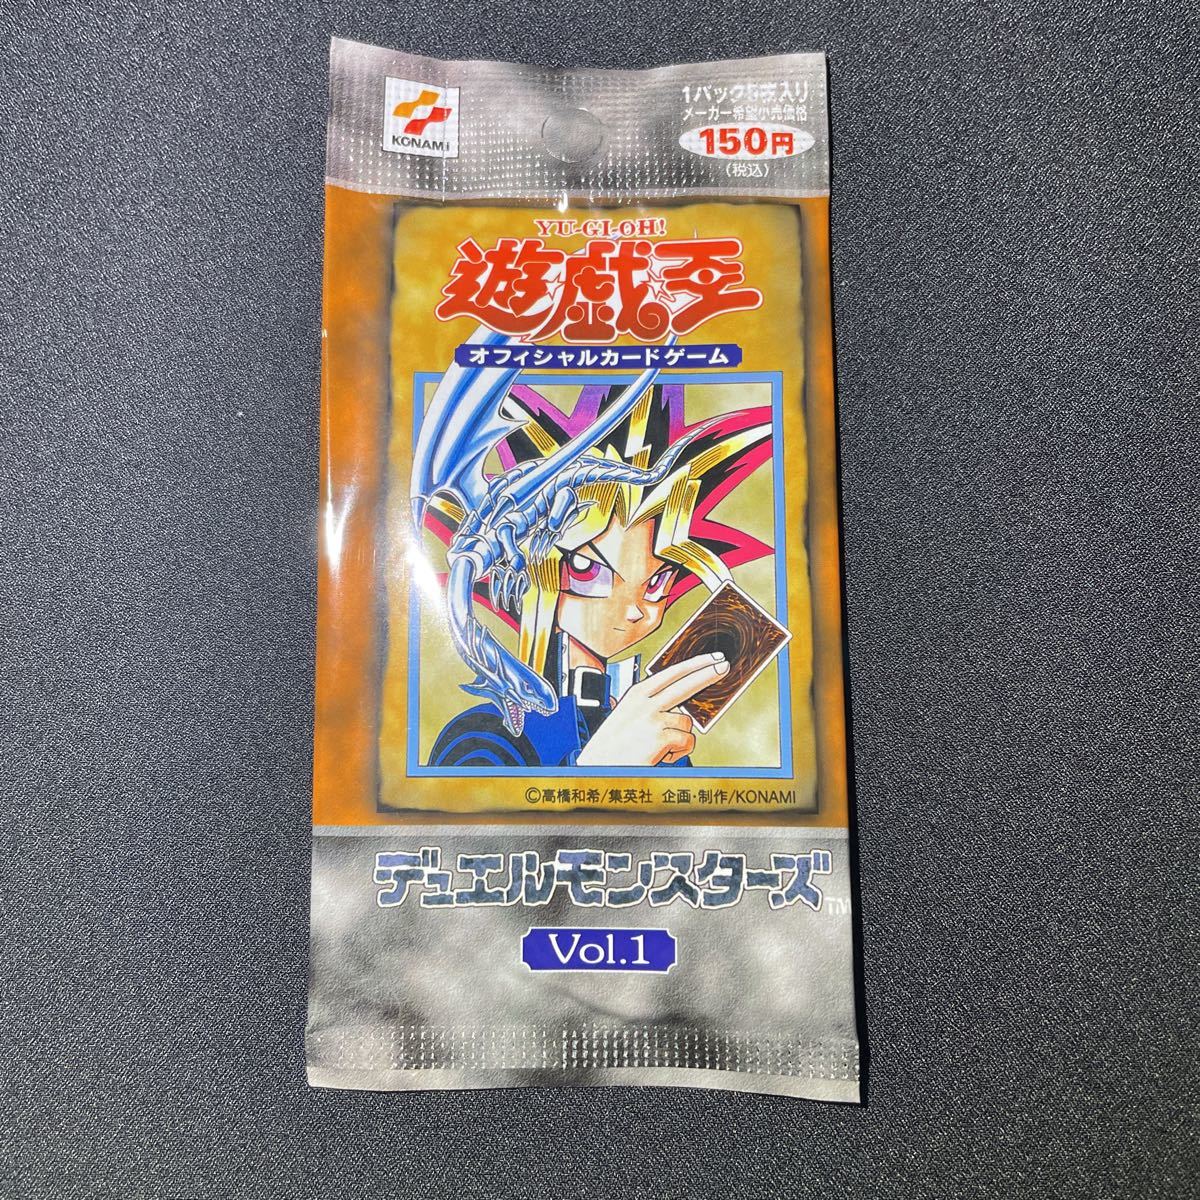 KONAMI
1パック5枚入り
メーカー希望小売価格
150円
(税込)
YU-GI-OH!
遊☆戯☆王
オフィシャルカードゲーム
©高橋和希/集英社 企画・制作/KONAMI
デュエルモンスターズ™
Vol.1